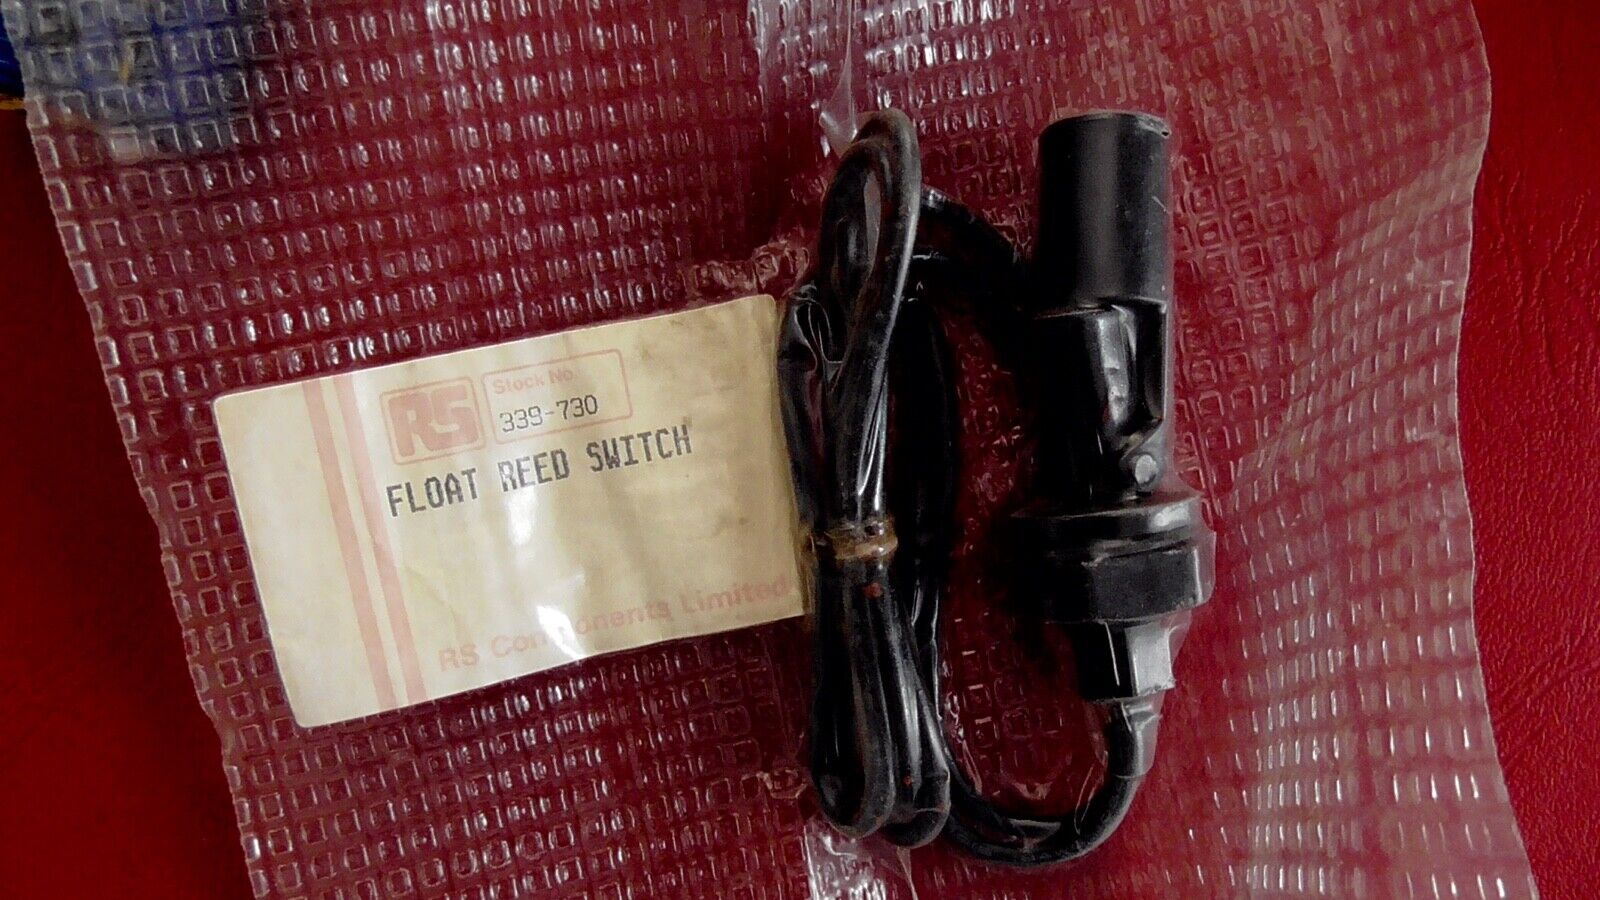 RS
Stock No.
339-730
FLOAT REED SWITCH
RS Components Limited